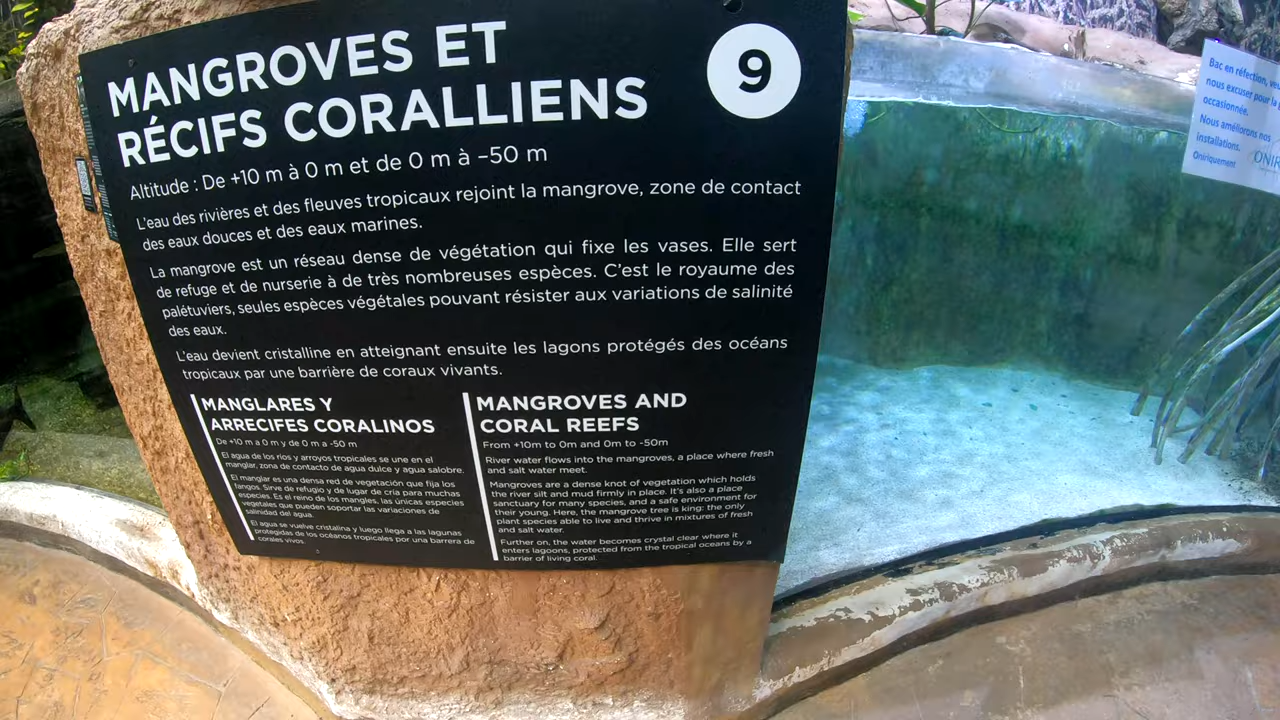 MANGROVES ET
RÉCIFS CORALLIENS
9
Altitude : De +10 m à 0 m et de 0 m à –50 m
L'eau des rivières et des fleuves tropicaux rejoint la mangrove, zone de contact
des eaux douces et des eaux marines.
La mangrove est un réseau dense de végétation qui fixe les vases. Elle sert
de refuge et de nurserie à de très nombreuses espèces. C'est le royaume des
palétuviers, seules espèces végétales pouvant résister aux variations de salinité
des eaux.
L'eau devient cristalline en atteignant ensuite les lagons protégés des océans
tropicaux par une barrière de coraux vivants.
MANGLARES Y
ARRECIFES CORALINOS
De +10 m a 0 m y de 0 m a -50 m
El agua de los ríos y arroyos tropicales se une en el
manglar, zona de contacto de agua dulce y agua salobre.
El manglar es una densa red de vegetación que fija los
fangos. Sirve de refugio y de lugar de cría para muchas
especies. Es el reino de los mangles, las únicas especies
vegetales que pueden soportar las variaciones de
salinidad del agua.
El agua se vuelve cristalina y luego llega a las lagunas
protegidas de los océanos tropicales por una barrera de
corales vivos.
MANGROVES AND
CORAL REEFS
From +10m to 0m and 0m to -50m
River water flows into the mangroves, a place where fresh
and salt water meet.
Mangroves are a dense knot of vegetation which holds
the river silt and mud firmly in place. It's also a place
sanctuary for many species, and a safe environment for
their young. Here, the mangrove tree is king: the only
plant species able to live and thrive in mixtures of fresh
and salt water.
Further on, the water becomes crystal clear where it
enters lagoons, protected from the tropical oceans by a
barrier of living coral.
Bac en réfection, veu
nous excuser pour la
occasionnée.
Nous améliorons nos
installations.
Oniriquement
ONIR